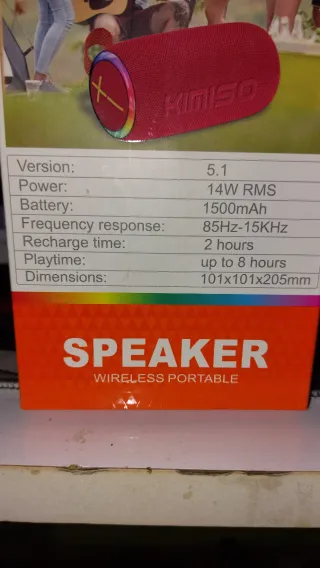 KIMISO
Version: 5.1
Power: 14W RMS
Battery: 1500mAh
Frequency response: 85Hz-15KHz
Recharge time: 2 hours
Playtime: up to 8 hours
Dimensions: 101x101x205mm
SPEAKER
WIRELESS PORTABLE